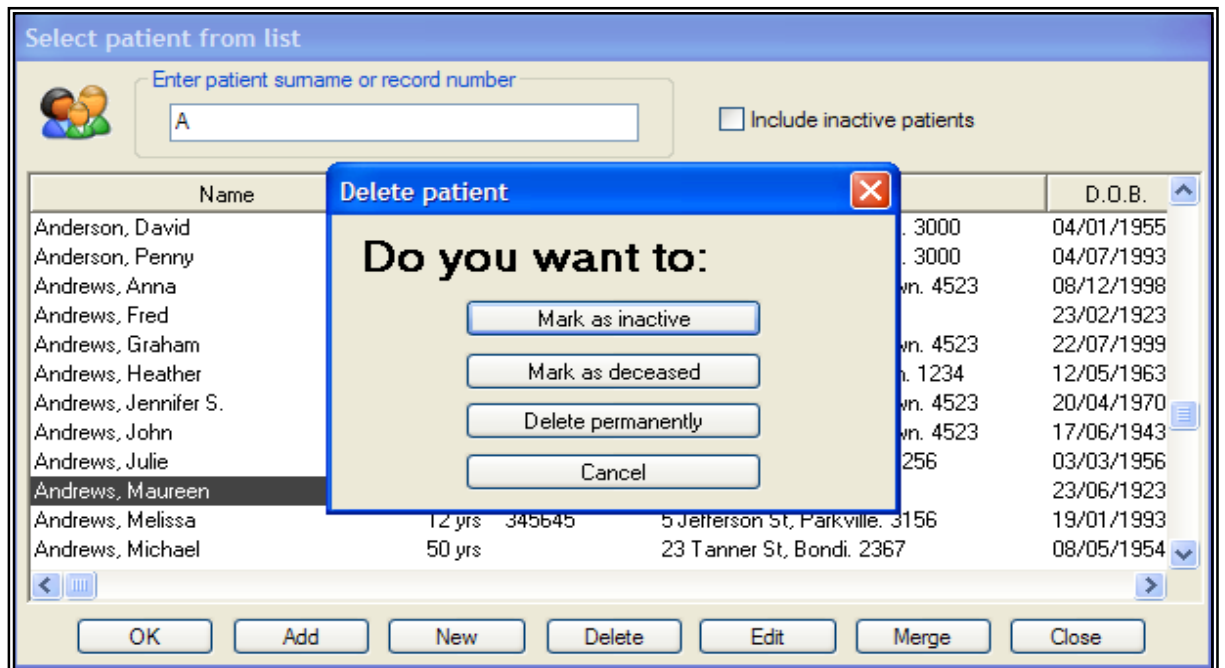 Select patient from list
Enter patient surname or record number
A
Include inactive patients
Name D.O.B.
Delete patient
Do you want to:
Mark as inactive
Mark as deceased
Delete permanently
Cancel
Anderson, David . 3000 04/01/1955
Anderson, Penny . 3000 04/07/1993
Andrews, Anna wn. 4523 08/12/1998
Andrews, Fred 23/02/1923
Andrews, Graham wn. 4523 22/07/1999
Andrews, Heather n. 1234 12/05/1963
Andrews, Jennifer S. wn. 4523 20/04/1970
Andrews, John wn. 4523 17/06/1943
Andrews, Julie 256 03/03/1956
Andrews, Maureen 23/06/1923
Andrews, Melissa 12 yrs 345645 5 Jefferson St, Parkville. 3156 19/01/1993
Andrews, Michael 50 yrs 23 Tanner St, Bondi. 2367 08/05/1954
OK Add New Delete Edit Merge Close